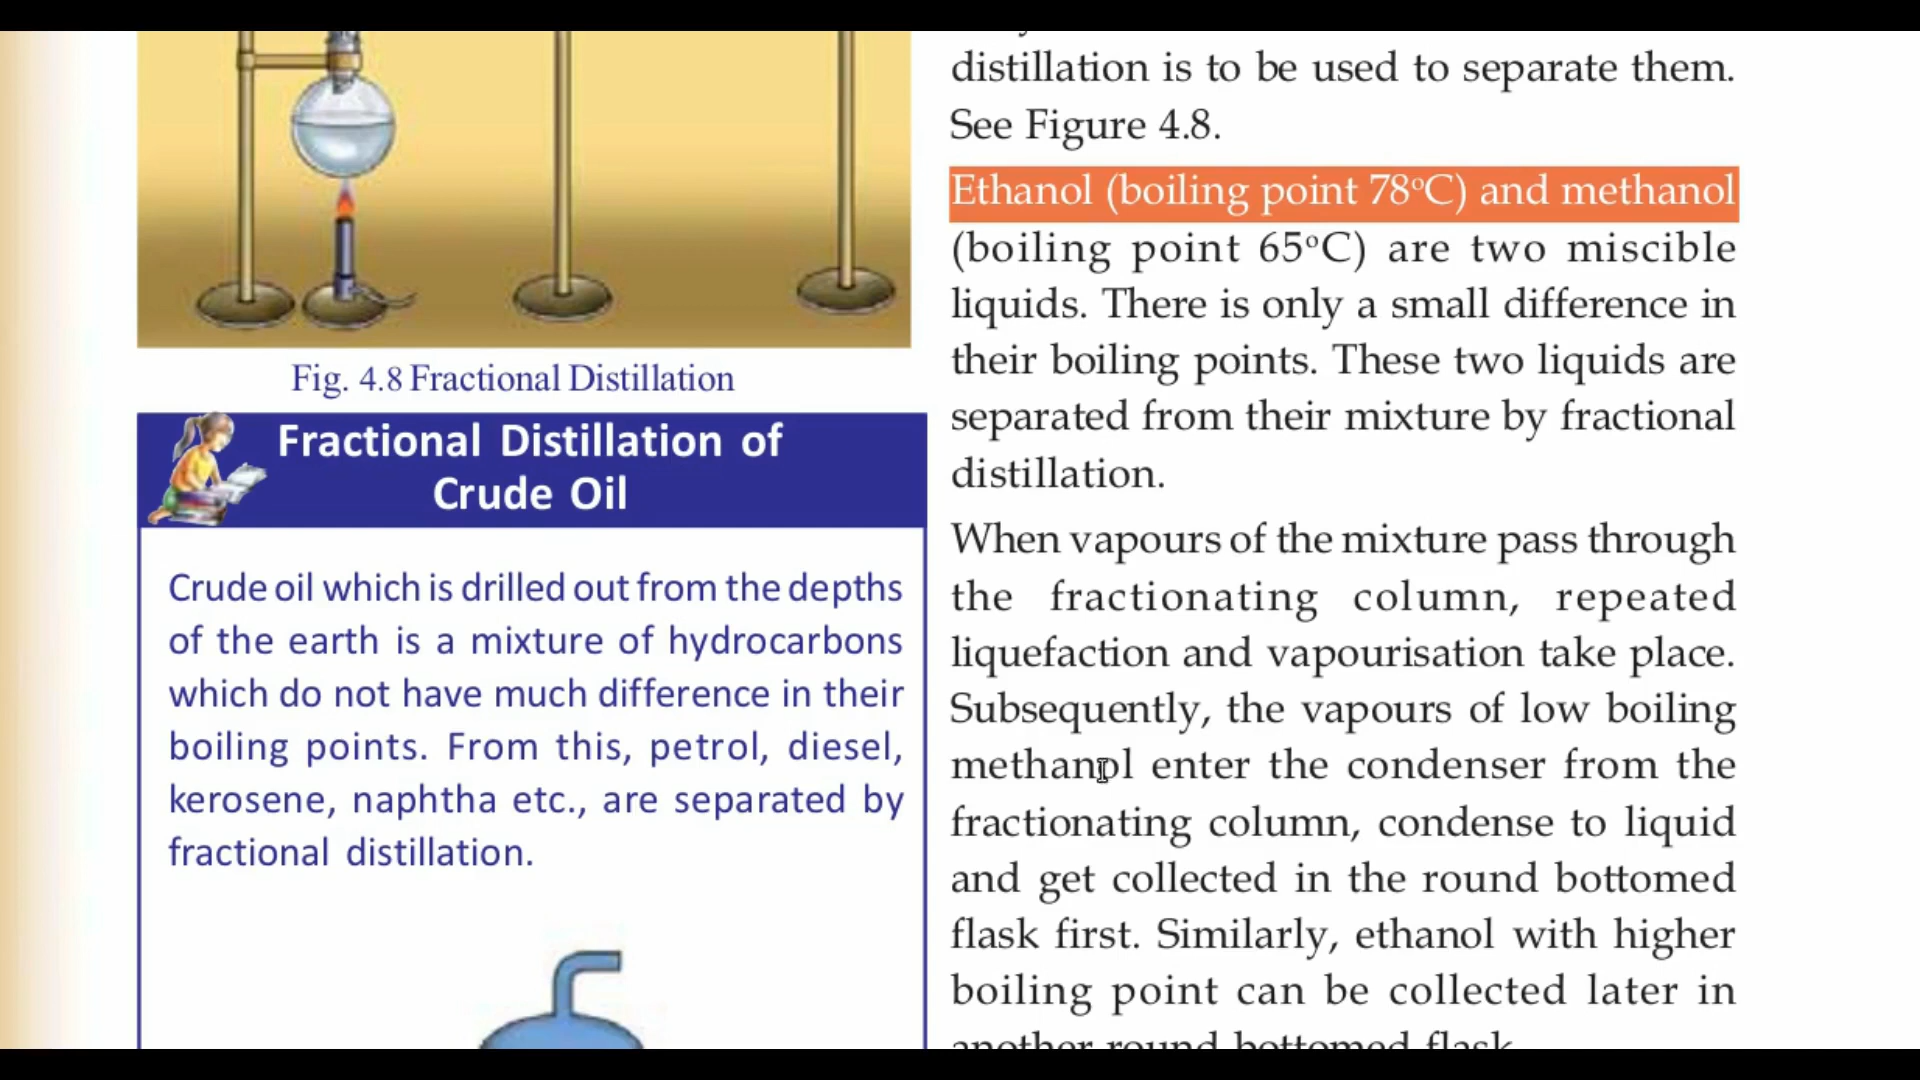 Fig. 4.8 Fractional Distillation
Fractional Distillation of
Crude Oil
Crude oil which is drilled out from the depths
of the earth is a mixture of hydrocarbons
which do not have much difference in their
boiling points. From this, petrol, diesel,
kerosene, naphtha etc., are separated by
fractional distillation.
distillation is to be used to separate them.
See Figure 4.8.
Ethanol (boiling point 78°C) and methanol
(boiling point 65°C) are two miscible
liquids. There is only a small difference in
their boiling points. These two liquids are
separated from their mixture by fractional
distillation.
When vapours of the mixture pass through
the fractionating column, repeated
liquefaction and vapourisation take place.
Subsequently, the vapours of low boiling
methanol enter the condenser from the
fractionating column, condense to liquid
and get collected in the round bottomed
flask first. Similarly, ethanol with higher
boiling point can be collected later in
another round bottomed flask.